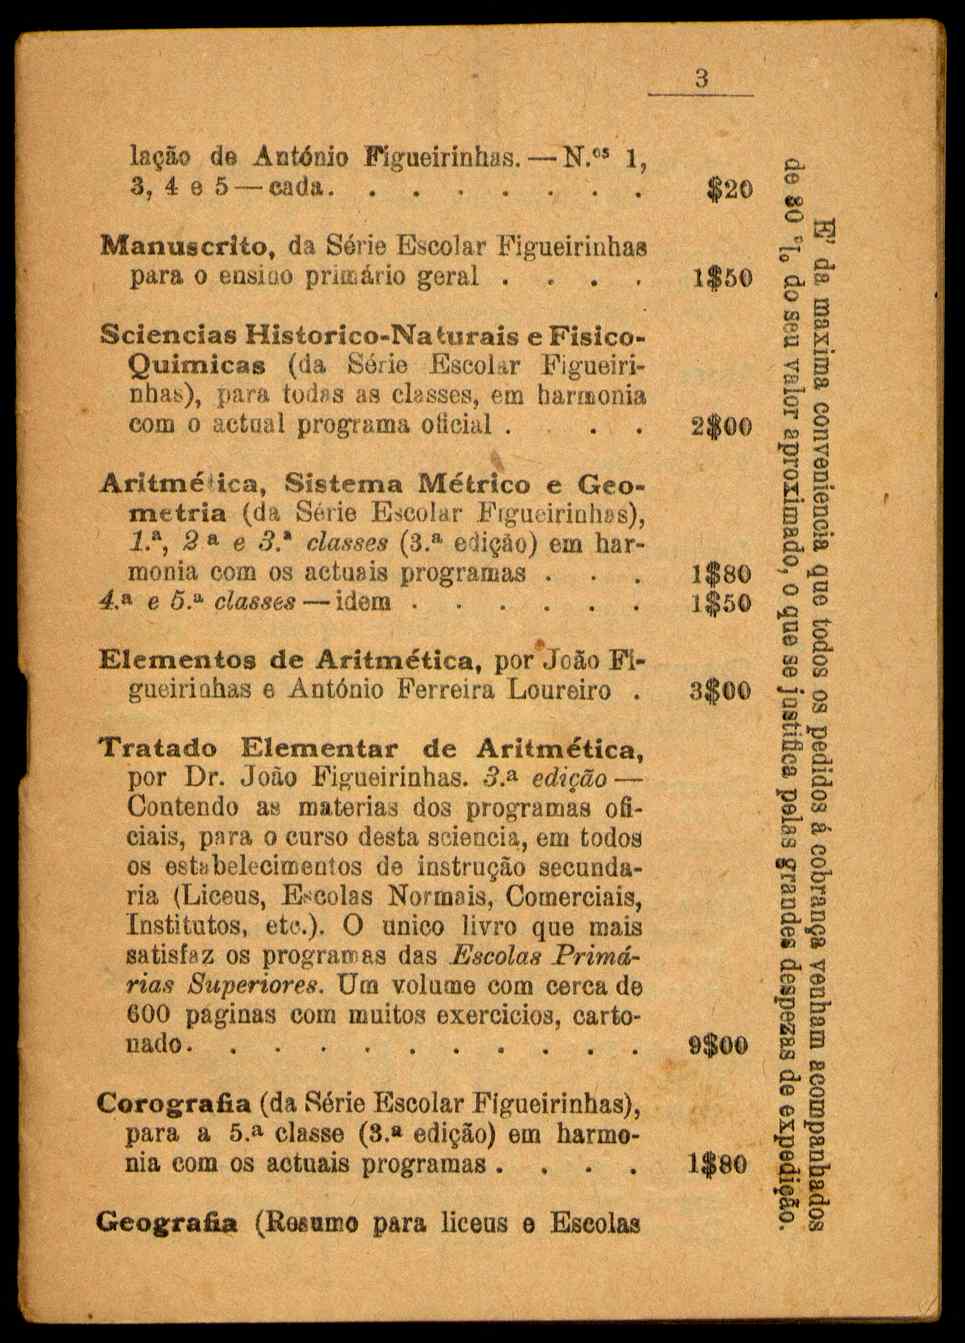 3
lação de António Figueirinhas. — N.ᵒˢ 1,
3, 4 e 5 — cada. . . . . . . . $20
Manuscrito, da Série Escolar Figueirinhas
para o ensino primário geral . . . . 1$50
Sciencias Historico-Naturais e Fisico-
Quimicas (da Série Escolar Figueiri-
nhas), para todas as classes, em harmonia
com o actual programa oficial . . . . 2$00
Aritmética, Sistema Métrico e Geo-
metria (da Série Escolar Figueirinhas),
1.ª, 2ª e 3.ª classes (3.ª edição) em har-
monia com os actuais programas . . . 1$80
4.ª e 5.ª classes — idem . . . . . . 1$50
Elementos de Aritmética, por João Fi-
gueirinhas e António Ferreira Loureiro . 3$00
Tratado Elementar de Aritmética,
por Dr. João Figueirinhas. 3.ª edição —
Contendo as materias dos programas ofi-
ciais, para o curso desta sciencia, em todos
os estabelecimentos de instrução secunda-
ria (Liceus, Escolas Normais, Comerciais,
Institutos, etc.). O unico livro que mais
satisfaz os programas das Escolas Primá-
rias Superiores. Um volume com cerca de
600 paginas com muitos exercicios, carto-
nado. . . . . . . . . . . 9$00
Corografia (da Série Escolar Figueirinhas),
para a 5.ª classe (3.ª edição) em harmo-
nia com os actuais programas . . . . 1$80
Geografia (Resumo para liceus e Escolas
E' da maxima conveniencia que todos os pedidos á cobrança venham acompanhados
de 80 °/₀ do seu valor aproximado, o que se justifica pelas grandes despezas de expedição.